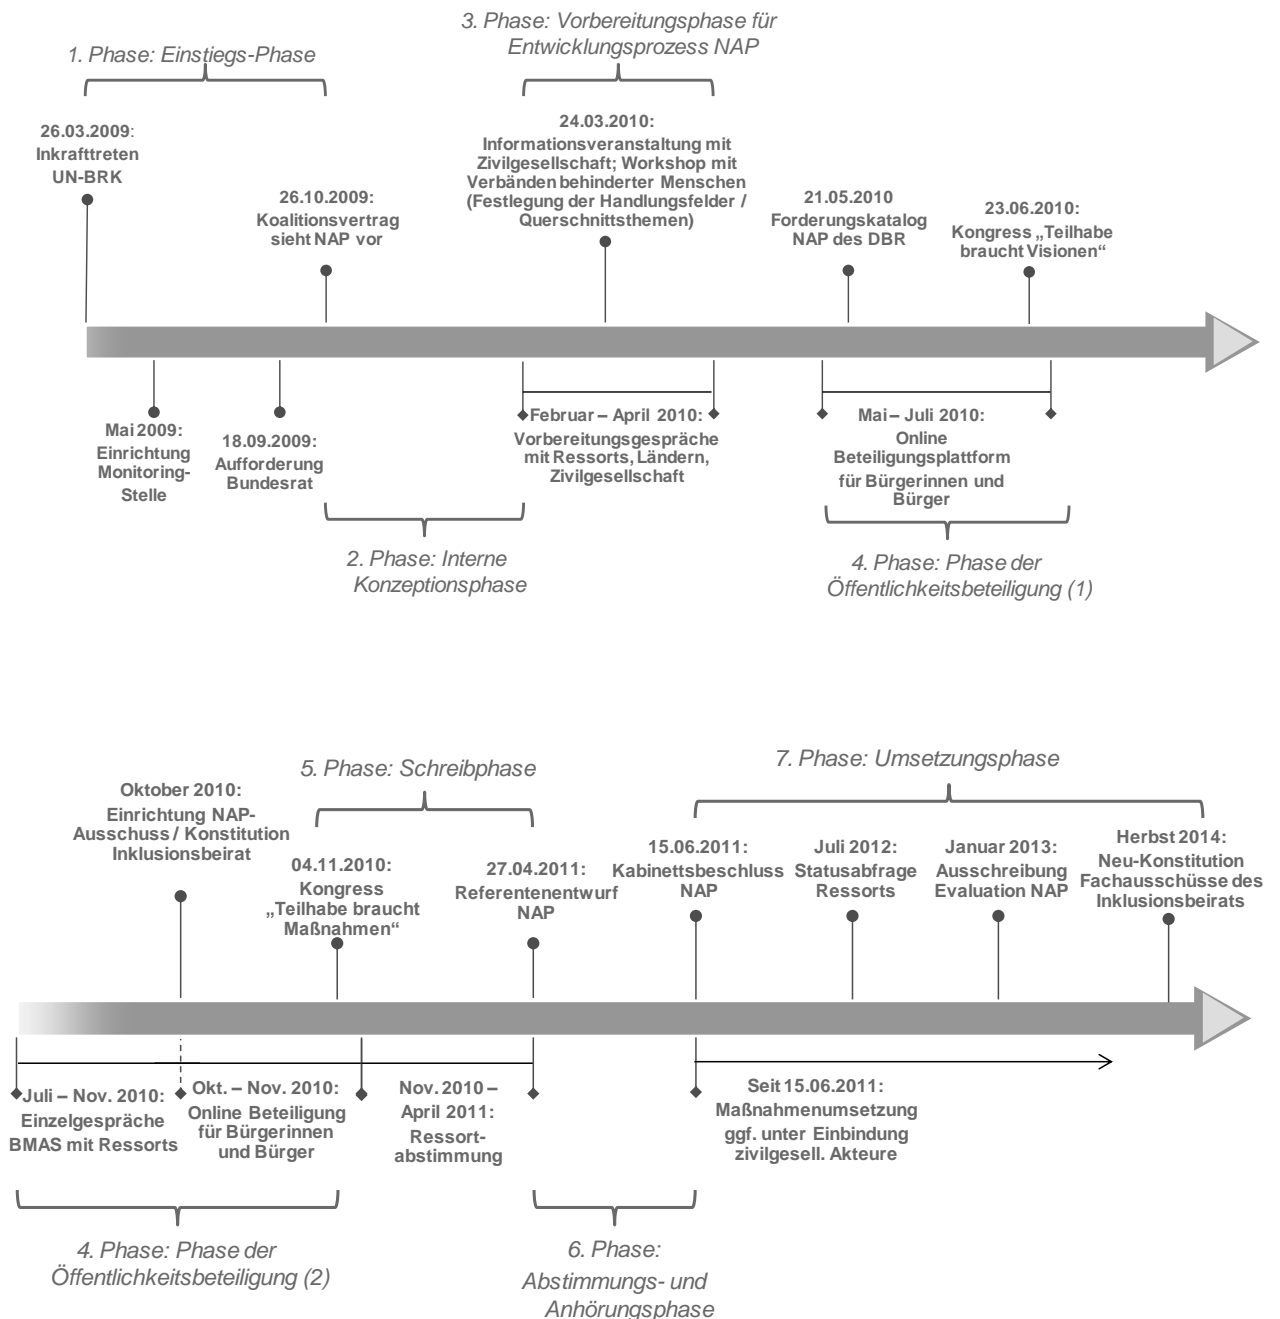 3. Phase: Vorbereitungsphase für
Entwicklungsprozess NAP
1. Phase: Einstiegs-Phase
26.03.2009:
Inkrafttreten
UN-BRK
26.10.2009:
Koalitionsvertrag
sieht NAP vor
24.03.2010:
Informationsveranstaltung mit
Zivilgesellschaft; Workshop mit
Verbänden behinderter Menschen
(Festlegung der Handlungsfelder /
Querschnittsthemen)
21.05.2010
Forderungskatalog
NAP des DBR
23.06.2010:
Kongress „Teilhabe
braucht Visionen“
Mai 2009:
Einrichtung
Monitoring-
Stelle
18.09.2009:
Aufforderung
Bundesrat
Februar – April 2010:
Vorbereitungsgespräche
mit Ressorts, Ländern,
Zivilgesellschaft
Mai – Juli 2010:
Online
Beteiligungsplattform
für Bürgerinnen und
Bürger
2. Phase: Interne
Konzeptionsphase
4. Phase: Phase der
Öffentlichkeitsbeteiligung (1)
5. Phase: Schreibphase
7. Phase: Umsetzungsphase
Oktober 2010:
Einrichtung NAP-
Ausschuss / Konstitution
Inklusionsbeirat
04.11.2010:
Kongress
„Teilhabe braucht
Maßnahmen“
27.04.2011:
Referentenentwurf
NAP
15.06.2011:
Kabinettsbeschluss
NAP
Juli 2012:
Statusabfrage
Ressorts
Januar 2013:
Ausschreibung
Evaluation NAP
Herbst 2014:
Neu-Konstitution
Fachausschüsse des
Inklusionsbeirats
Juli – Nov. 2010:
Einzelgespräche
BMAS mit Ressorts
Okt. – Nov. 2010:
Online Beteiligung
für Bürgerinnen
und Bürger
Nov. 2010 –
April 2011:
Ressort-
abstimmung
Seit 15.06.2011:
Maßnahmenumsetzung
ggf. unter Einbindung
zivilgesell. Akteure
4. Phase: Phase der
Öffentlichkeitsbeteiligung (2)
6. Phase:
Abstimmungs- und
Anhörungsphase